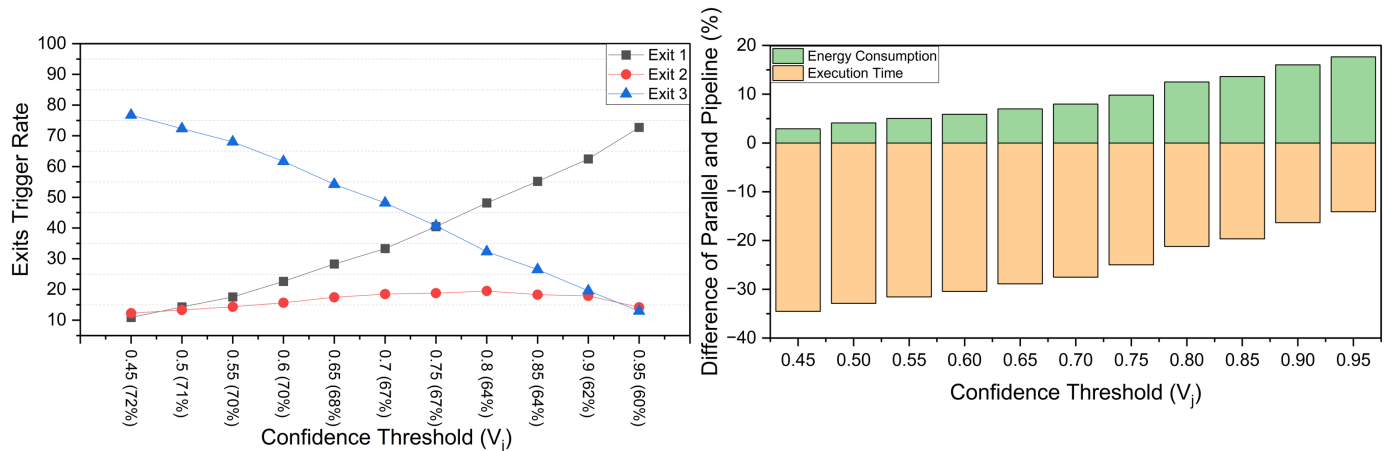 Exits Trigger Rate
100
90
80
70
60
50
40
30
20
10
Exit 1
Exit 2
Exit 3
0.45 (72%)
0.5 (71%)
0.55 (70%)
0.6 (70%)
0.65 (68%)
0.7 (67%)
0.75 (67%)
0.8 (64%)
0.85 (64%)
0.9 (62%)
0.95 (60%)
Confidence Threshold (Vj)
Difference of Parallel and Pipeline (%)
20
10
0
−10
−20
−30
−40
Energy Consumption
Execution Time
0.45 0.50 0.55 0.60 0.65 0.70 0.75 0.80 0.85 0.90 0.95
Confidence Threshold (Vj)